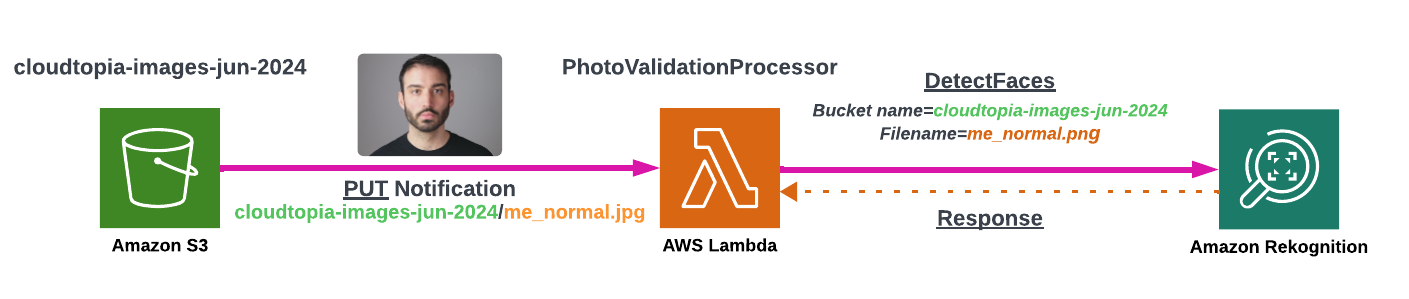 cloudtopia-images-jun-2024
PhotoValidationProcessor
DetectFaces
Bucket name=cloudtopia-images-jun-2024
Filename=me_normal.png
PUT Notification
cloudtopia-images-jun-2024/me_normal.jpg
Response
Amazon S3
AWS Lambda
Amazon Rekognition